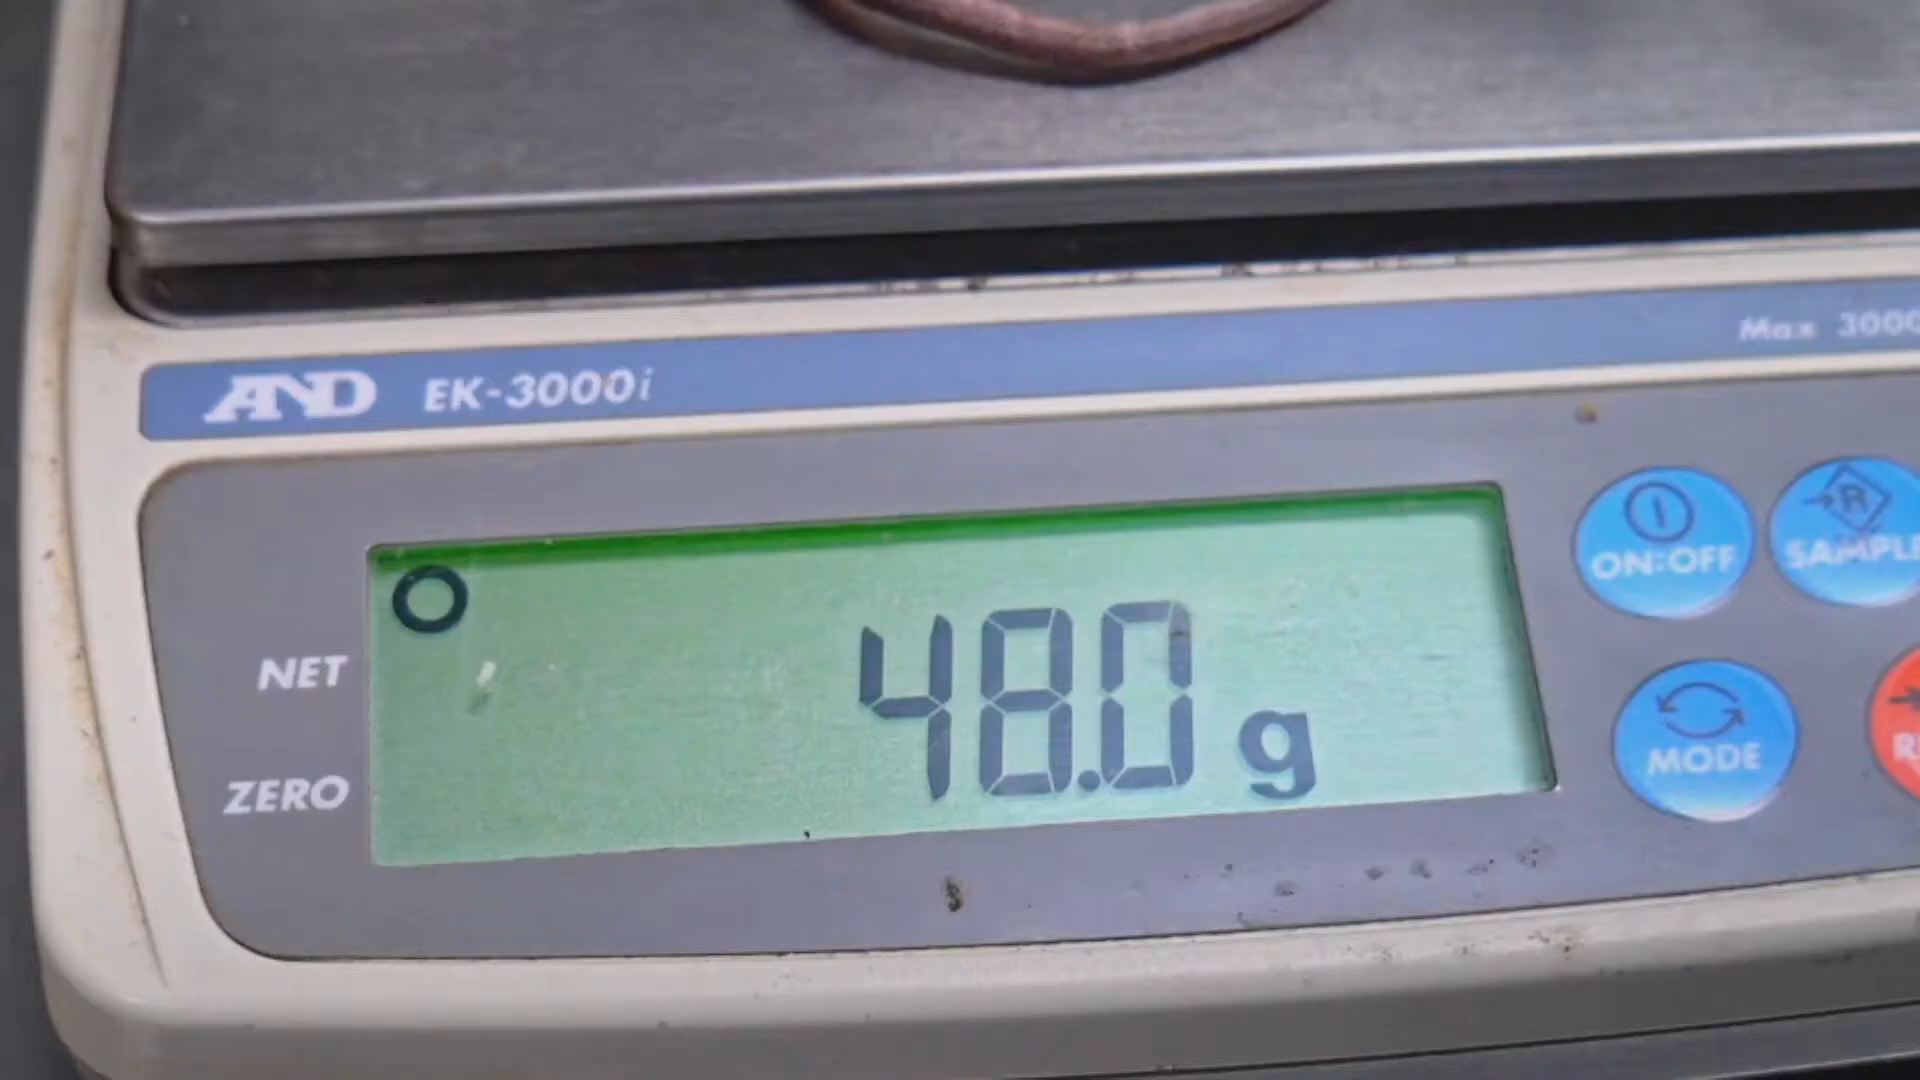 Max 3000
AND EK-3000i
ON:OFF
SAMPLE
NET
48.0 g
MODE
ZERO